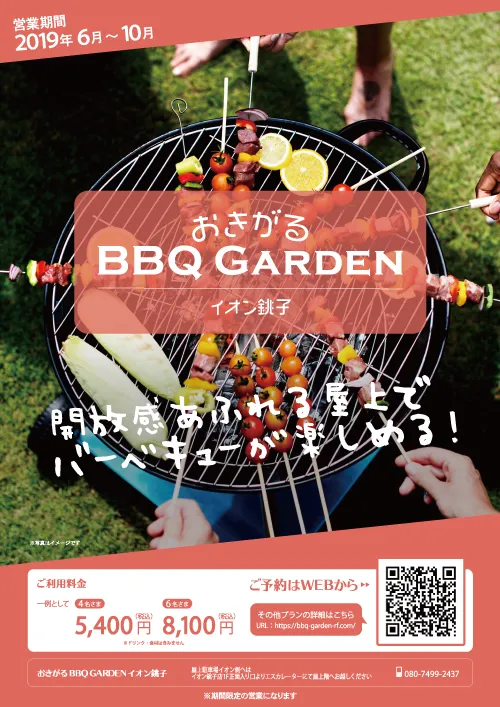 営業期間
2019年 6月～10月
おきがる
BBQ GARDEN
イオン銚子
開放感あふれる屋上で
バーベキューが楽しめる！
※写真はイメージです
ご利用料金
一例として 4名さま 6名さま
5,400円(税込) 8,100円(税込)
※ドリンク・食材は含みません
ご予約はWEBから
その他プランの詳細はこちら
URL：https://bbq-garden-rf.com/
おきがる BBQ GARDEN イオン銚子
屋上駐車場イオン側へは
イオン銚子店1F正面入り口よりエスカレーターにて屋上階へお越しください
080-7499-2437
※期間限定の営業になります